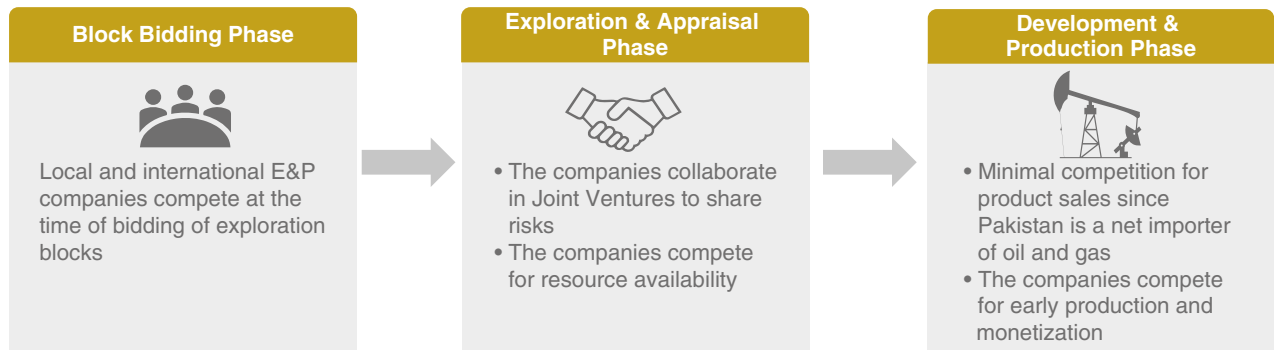 Block Bidding Phase
Local and international E&P
companies compete at the
time of bidding of exploration
blocks
Exploration & Appraisal
Phase
• The companies collaborate
in Joint Ventures to share
risks
• The companies compete
for resource availability
Development &
Production Phase
• Minimal competition for
product sales since
Pakistan is a net importer
of oil and gas
• The companies compete
for early production and
monetization